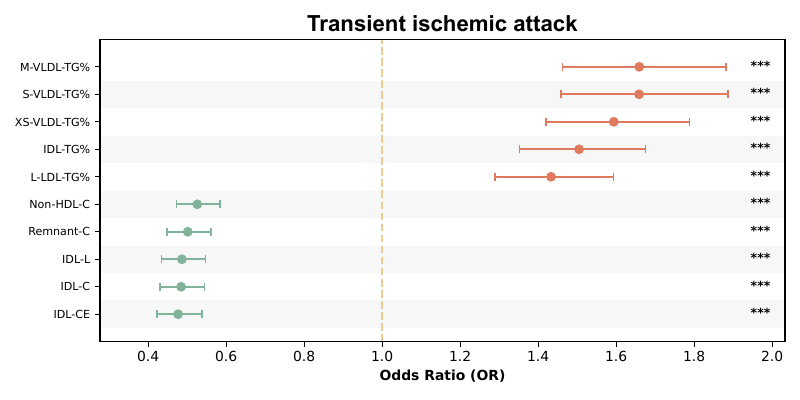 Transient ischemic attack
M-VLDL-TG% ***
S-VLDL-TG% ***
XS-VLDL-TG% ***
IDL-TG% ***
L-LDL-TG% ***
Non-HDL-C ***
Remnant-C ***
IDL-L ***
IDL-C ***
IDL-CE ***
0.4 0.6 0.8 1.0 1.2 1.4 1.6 1.8 2.0
Odds Ratio (OR)